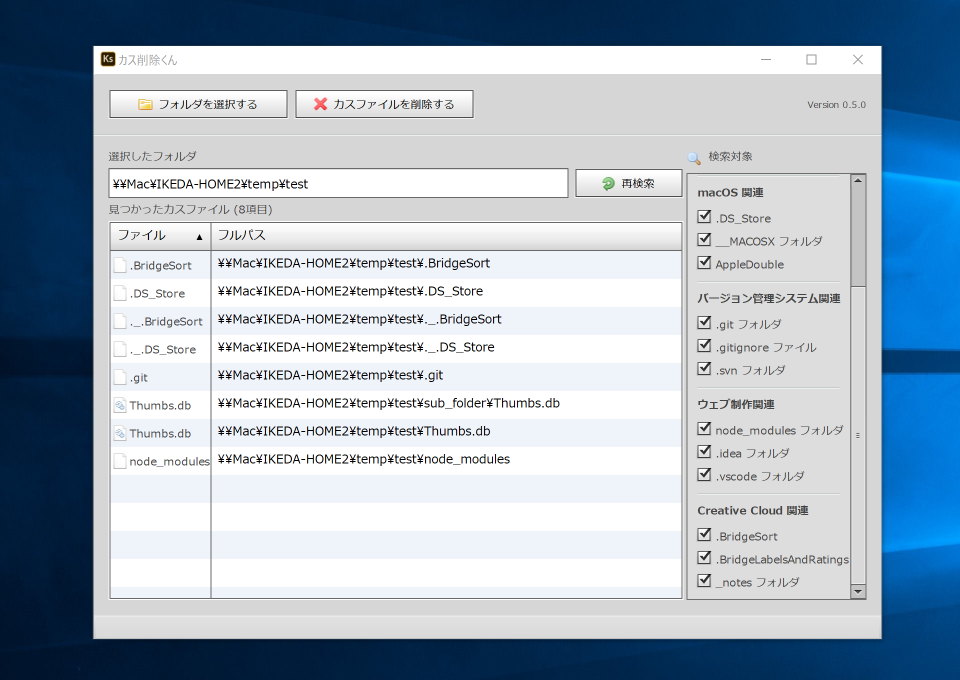 Ks カス削除くん
フォルダを選択する カスファイルを削除する Version 0.5.0
選択したフォルダ
¥¥Mac¥IKEDA-HOME2¥temp¥test 再検索
見つかったカスファイル (8項目)
ファイル ▲ フルパス
.BridgeSort ¥¥Mac¥IKEDA-HOME2¥temp¥test¥.BridgeSort
.DS_Store ¥¥Mac¥IKEDA-HOME2¥temp¥test¥.DS_Store
._.BridgeSort ¥¥Mac¥IKEDA-HOME2¥temp¥test¥._.BridgeSort
._.DS_Store ¥¥Mac¥IKEDA-HOME2¥temp¥test¥._.DS_Store
.git ¥¥Mac¥IKEDA-HOME2¥temp¥test¥.git
Thumbs.db ¥¥Mac¥IKEDA-HOME2¥temp¥test¥sub_folder¥Thumbs.db
Thumbs.db ¥¥Mac¥IKEDA-HOME2¥temp¥test¥Thumbs.db
node_modules ¥¥Mac¥IKEDA-HOME2¥temp¥test¥node_modules
検索対象
macOS 関連
.DS_Store
__MACOSX フォルダ
AppleDouble
バージョン管理システム関連
.git フォルダ
.gitignore ファイル
.svn フォルダ
ウェブ制作関連
node_modules フォルダ
.idea フォルダ
.vscode フォルダ
Creative Cloud 関連
.BridgeSort
.BridgeLabelsAndRatings
_notes フォルダ